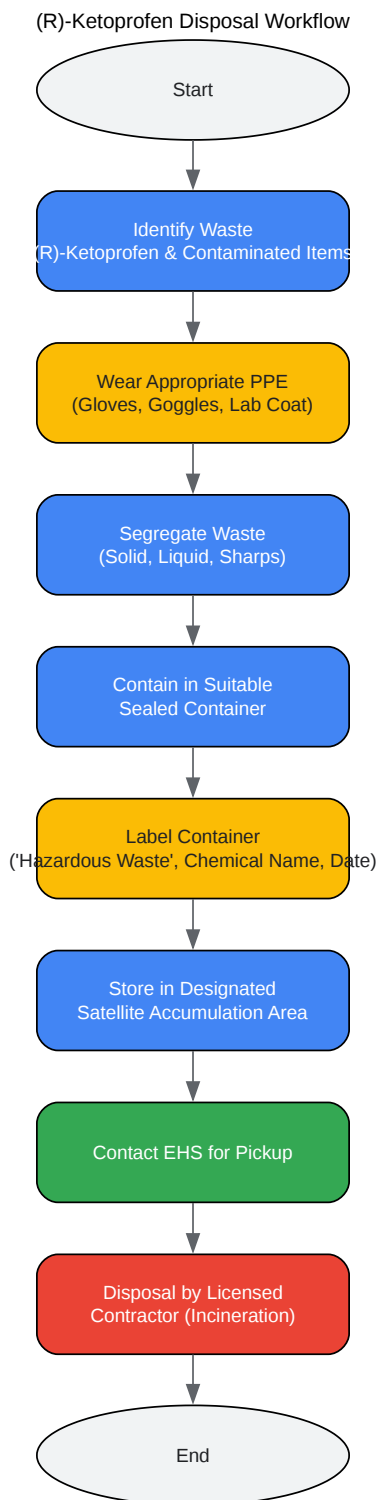 (R)-Ketoprofen Disposal Workflow
Start
Identify Waste
(R)-Ketoprofen & Contaminated Items
Wear Appropriate PPE
(Gloves, Goggles, Lab Coat)
Segregate Waste
(Solid, Liquid, Sharps)
Contain in Suitable
Sealed Container
Label Container
('Hazardous Waste', Chemical Name, Date)
Store in Designated
Satellite Accumulation Area
Contact EHS for Pickup
Disposal by Licensed
Contractor (Incineration)
End